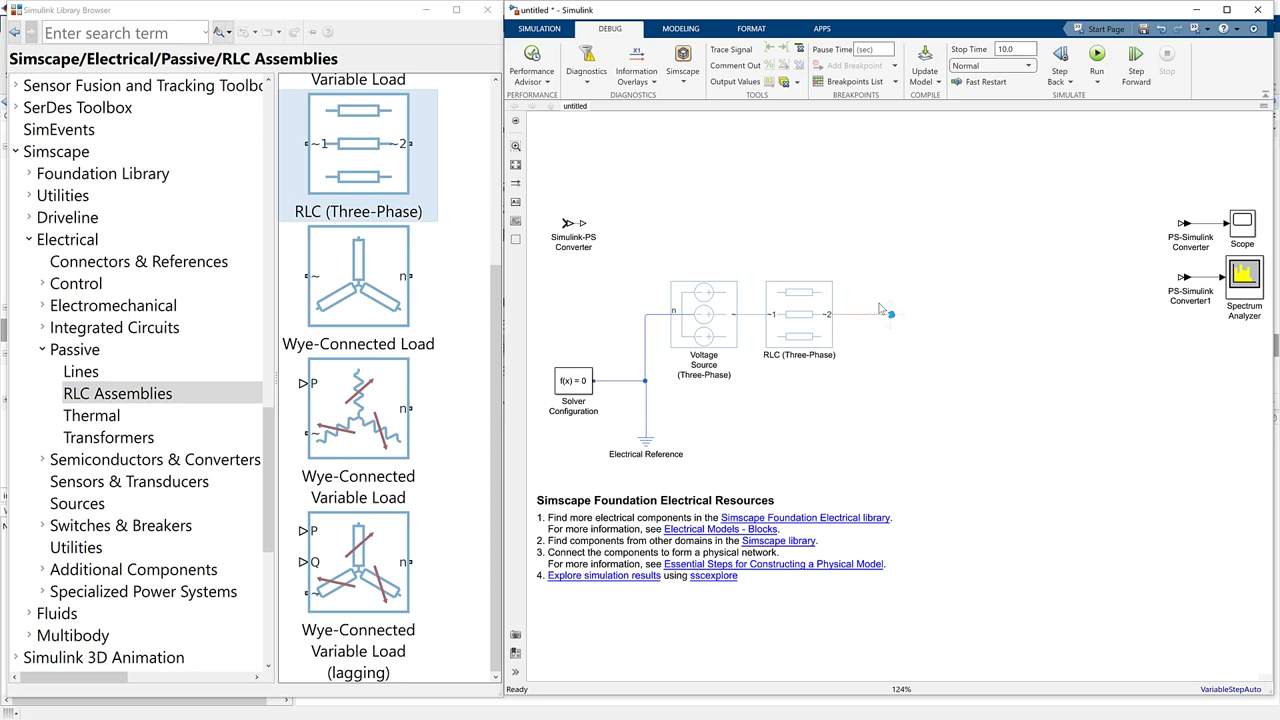 Simulink Library Browser
Enter search term
Simscape/Electrical/Passive/RLC Assemblies
Sensor Fusion and Tracking Toolbo
SerDes Toolbox
SimEvents
Simscape
Foundation Library
Utilities
Driveline
Electrical
Connectors & References
Control
Electromechanical
Integrated Circuits
Passive
Lines
RLC Assemblies
Thermal
Transformers
Semiconductors & Converters
Sensors & Transducers
Sources
Switches & Breakers
Utilities
Additional Components
Specialized Power Systems
Fluids
Multibody
Simulink 3D Animation
Variable Load
~1 ~2
RLC (Three-Phase)
~ n
Wye-Connected Load
P
~ n
Wye-Connected
Variable Load
P
Q n
~
Wye-Connected
Variable Load
(lagging)
untitled * - Simulink
SIMULATION DEBUG MODELING FORMAT APPS
Start Page
Performance
Advisor
PERFORMANCE
Diagnostics
Information
Overlays
Simscape
DIAGNOSTICS
Trace Signal
Comment Out
Output Values
TOOLS
Pause Time (sec)
Add Breakpoint
Breakpoints List
BREAKPOINTS
Update
Model
COMPILE
Stop Time 10.0
Normal
Fast Restart
Step
Back
Run
Step
Forward
Stop
SIMULATE
untitled
Simulink-PS
Converter
PS-Simulink
Converter
Scope
PS-Simulink
Converter1
Spectrum
Analyzer
n ~ ~1 ~2
Voltage
Source
(Three-Phase)
RLC (Three-Phase)
f(x) = 0
Solver
Configuration
Electrical Reference
Simscape Foundation Electrical Resources
1. Find more electrical components in the Simscape Foundation Electrical library.
For more information, see Electrical Models - Blocks.
2. Find components from other domains in the Simscape library.
3. Connect the components to form a physical network.
For more information, see Essential Steps for Constructing a Physical Model.
4. Explore simulation results using sscexplore
Ready 124% VariableStepAuto